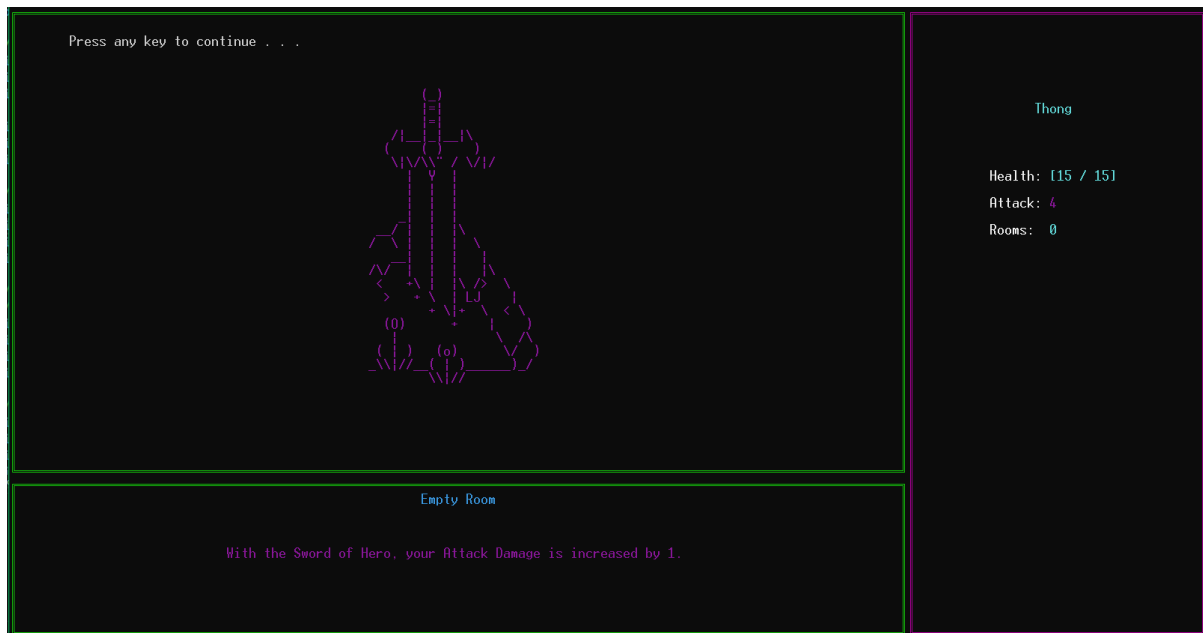 Press any key to continue . . .
Thong
Health: [15 / 15]
Attack: 4
Rooms: 0
Empty Room
With the Sword of Hero, your Attack Damage is increased by 1.